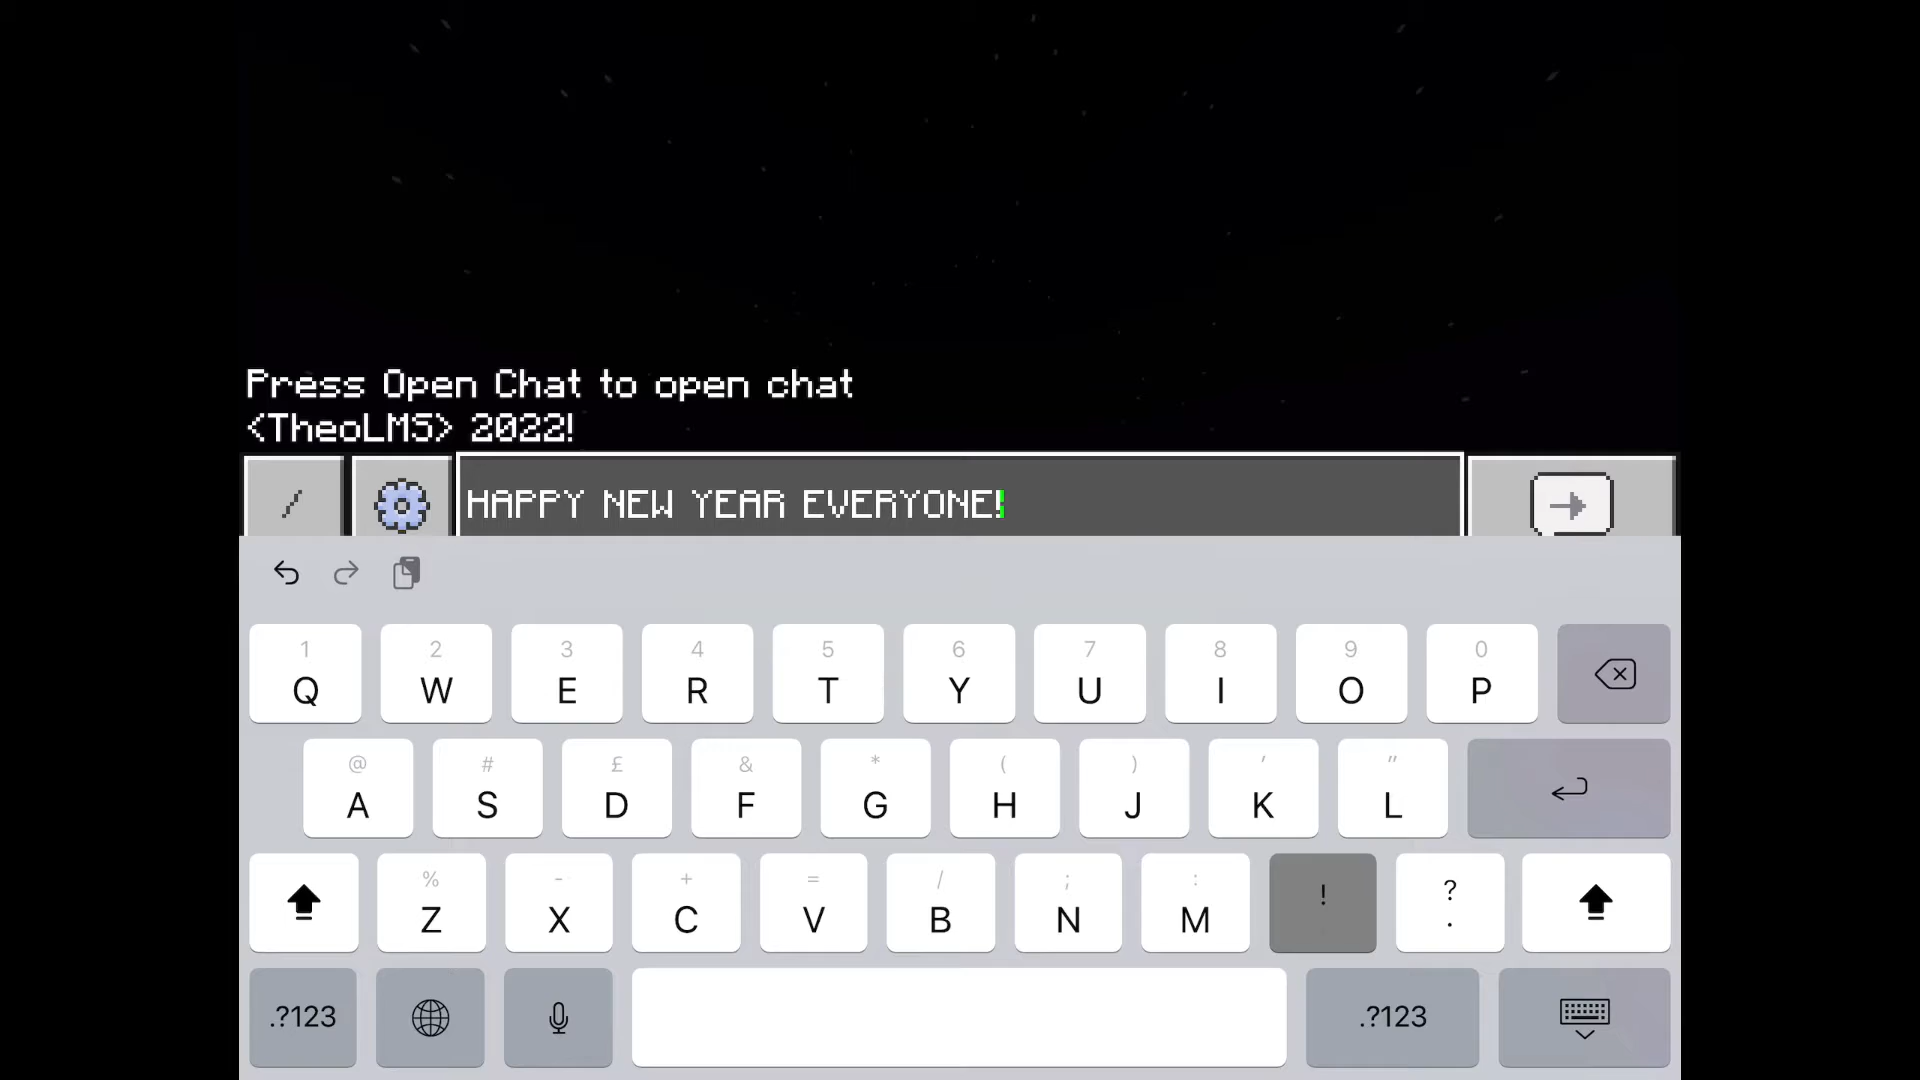 Press Open Chat to open chat
<TheoLMS> 2022!
/ HAPPY NEW YEAR EVERYONE!
1 2 3 4 5 6 7 8 9 0
Q W E R T Y U I O P
@ # £ & * ( ) ' "
A S D F G H J K L
% - + = / ; : ! ?
Z X C V B N M .
.?123 .?123